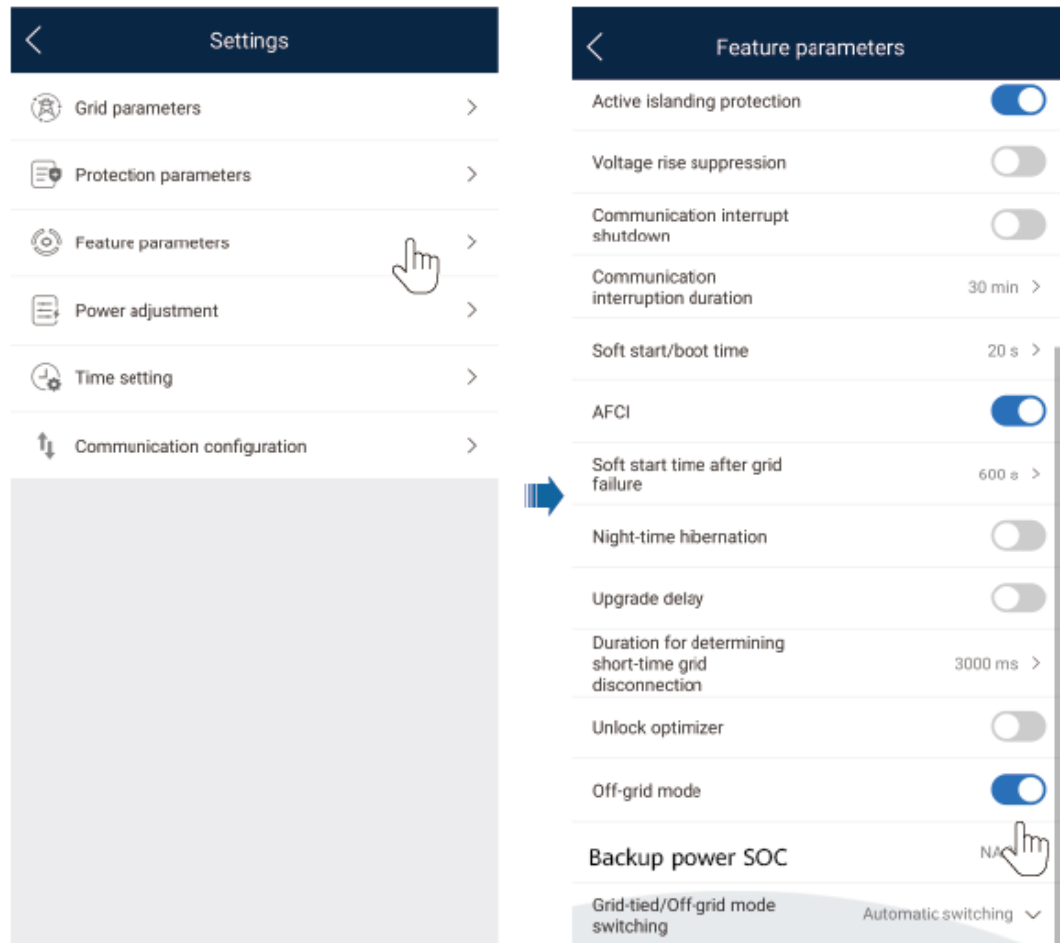 Settings
Grid parameters
Protection parameters
Feature parameters
Power adjustment
Time setting
Communication configuration
Feature parameters
Active islanding protection
Voltage rise suppression
Communication interrupt
shutdown
Communication
interruption duration
30 min
Soft start/boot time
20 s
AFCI
Soft start time after grid
failure
600 s
Night-time hibernation
Upgrade delay
Duration for determining
short-time grid
disconnection
3000 ms
Unlock optimizer
Off-grid mode
Backup power SOC
NA
Grid-tied/Off-grid mode
switching
Automatic switching